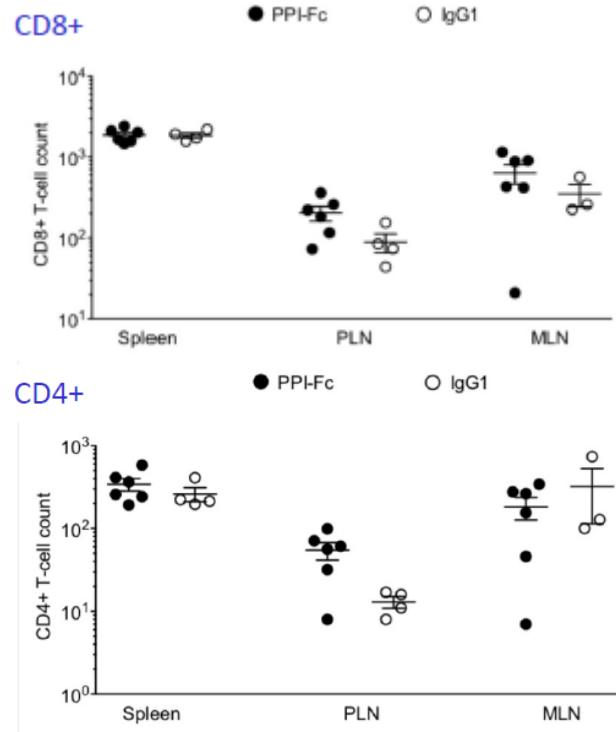 CD8+
PPI-Fc IgG1
10^4
10^3
10^2
10^1
CD8+ T-cell count
Spleen PLN MLN
CD4+
PPI-Fc IgG1
10^3
10^2
10^1
10^0
CD4+ T-cell count
Spleen PLN MLN